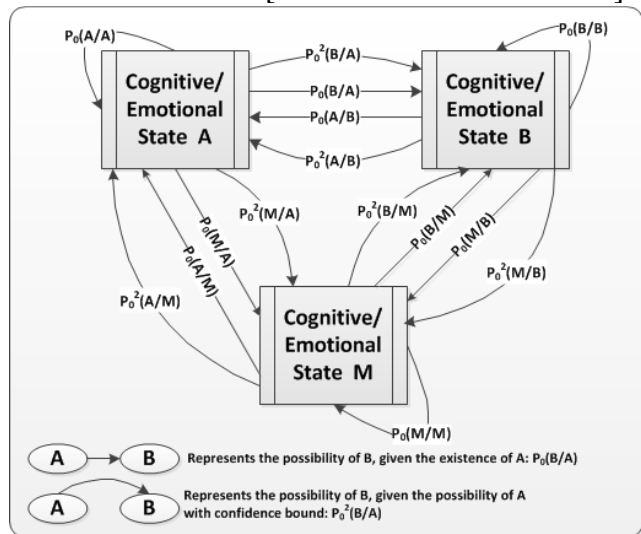 P₀(A/A)
P₀(B/B)
Cognitive/
Emotional
State A
P₀²(B/A)
P₀(B/A)
P₀(A/B)
P₀²(A/B)
Cognitive/
Emotional
State B
P₀²(M/A)
P₀²(B/M)
P₀(M/A)
P₀(A/M)
P₀(B/M)
P₀(M/B)
P₀²(A/M)
P₀²(M/B)
Cognitive/
Emotional
State M
P₀(M/M)
A
B
Represents the possibility of B, given the existence of A: P₀(B/A)
A
B
Represents the possibility of B, given the possibility of A
with confidence bound: P₀²(B/A)